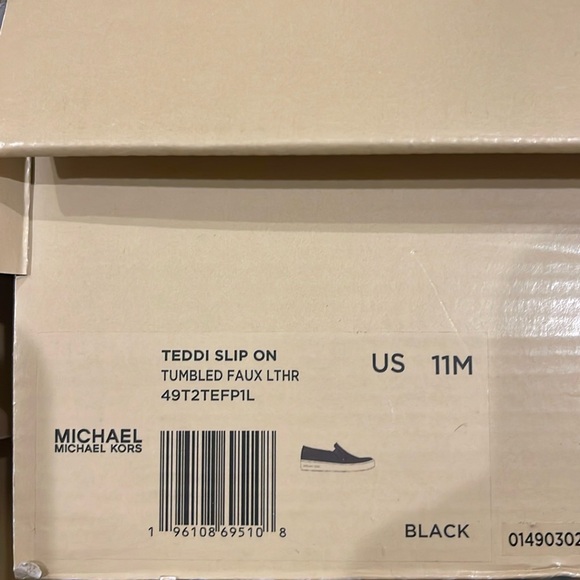 TEDDI SLIP ON
TUMBLED FAUX LTHR
49T2TEFP1L
US 11M
MICHAEL
MICHAEL KORS
1 96108 69510 8
BLACK
01490302